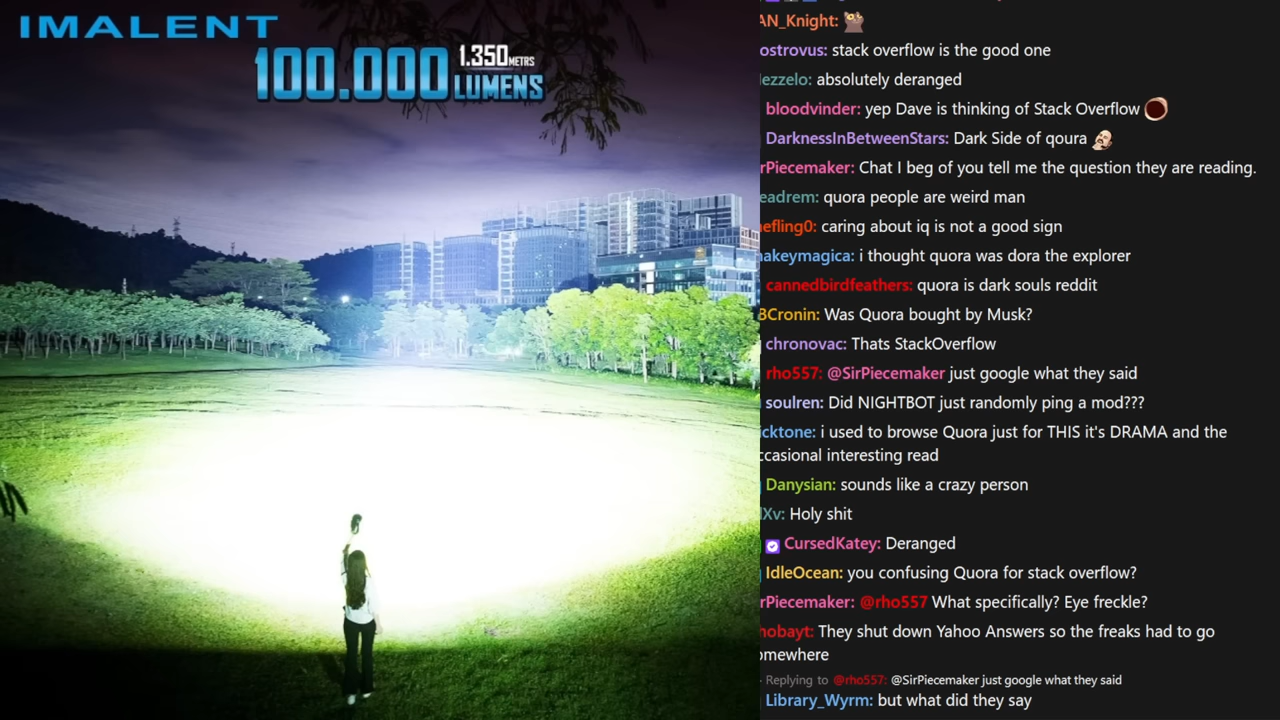 IMALENT
100.000 LUMENS
1.350 METRS
AN_Knight:
ostrovus: stack overflow is the good one
ezzelo: absolutely deranged
bloodvinder: yep Dave is thinking of Stack Overflow
DarknessInBetweenStars: Dark Side of qoura
rPiecemaker: Chat I beg of you tell me the question they are reading.
eadrem: quora people are weird man
efling0: caring about iq is not a good sign
akeymagica: i thought quora was dora the explorer
cannedbirdfeathers: quora is dark souls reddit
BCronin: Was Quora bought by Musk?
chronovac: Thats StackOverflow
rho557: @SirPiecemaker just google what they said
soulren: Did NIGHTBOT just randomly ping a mod???
icktone: i used to browse Quora just for THIS it's DRAMA and the
ccasional interesting read
Danysian: sounds like a crazy person
Xv: Holy shit
CursedKatey: Deranged
IdleOcean: you confusing Quora for stack overflow?
rPiecemaker: @rho557 What specifically? Eye freckle?
hobayt: They shut down Yahoo Answers so the freaks had to go
omewhere
Replying to @rho557: @SirPiecemaker just google what they said
Library_Wyrm: but what did they say